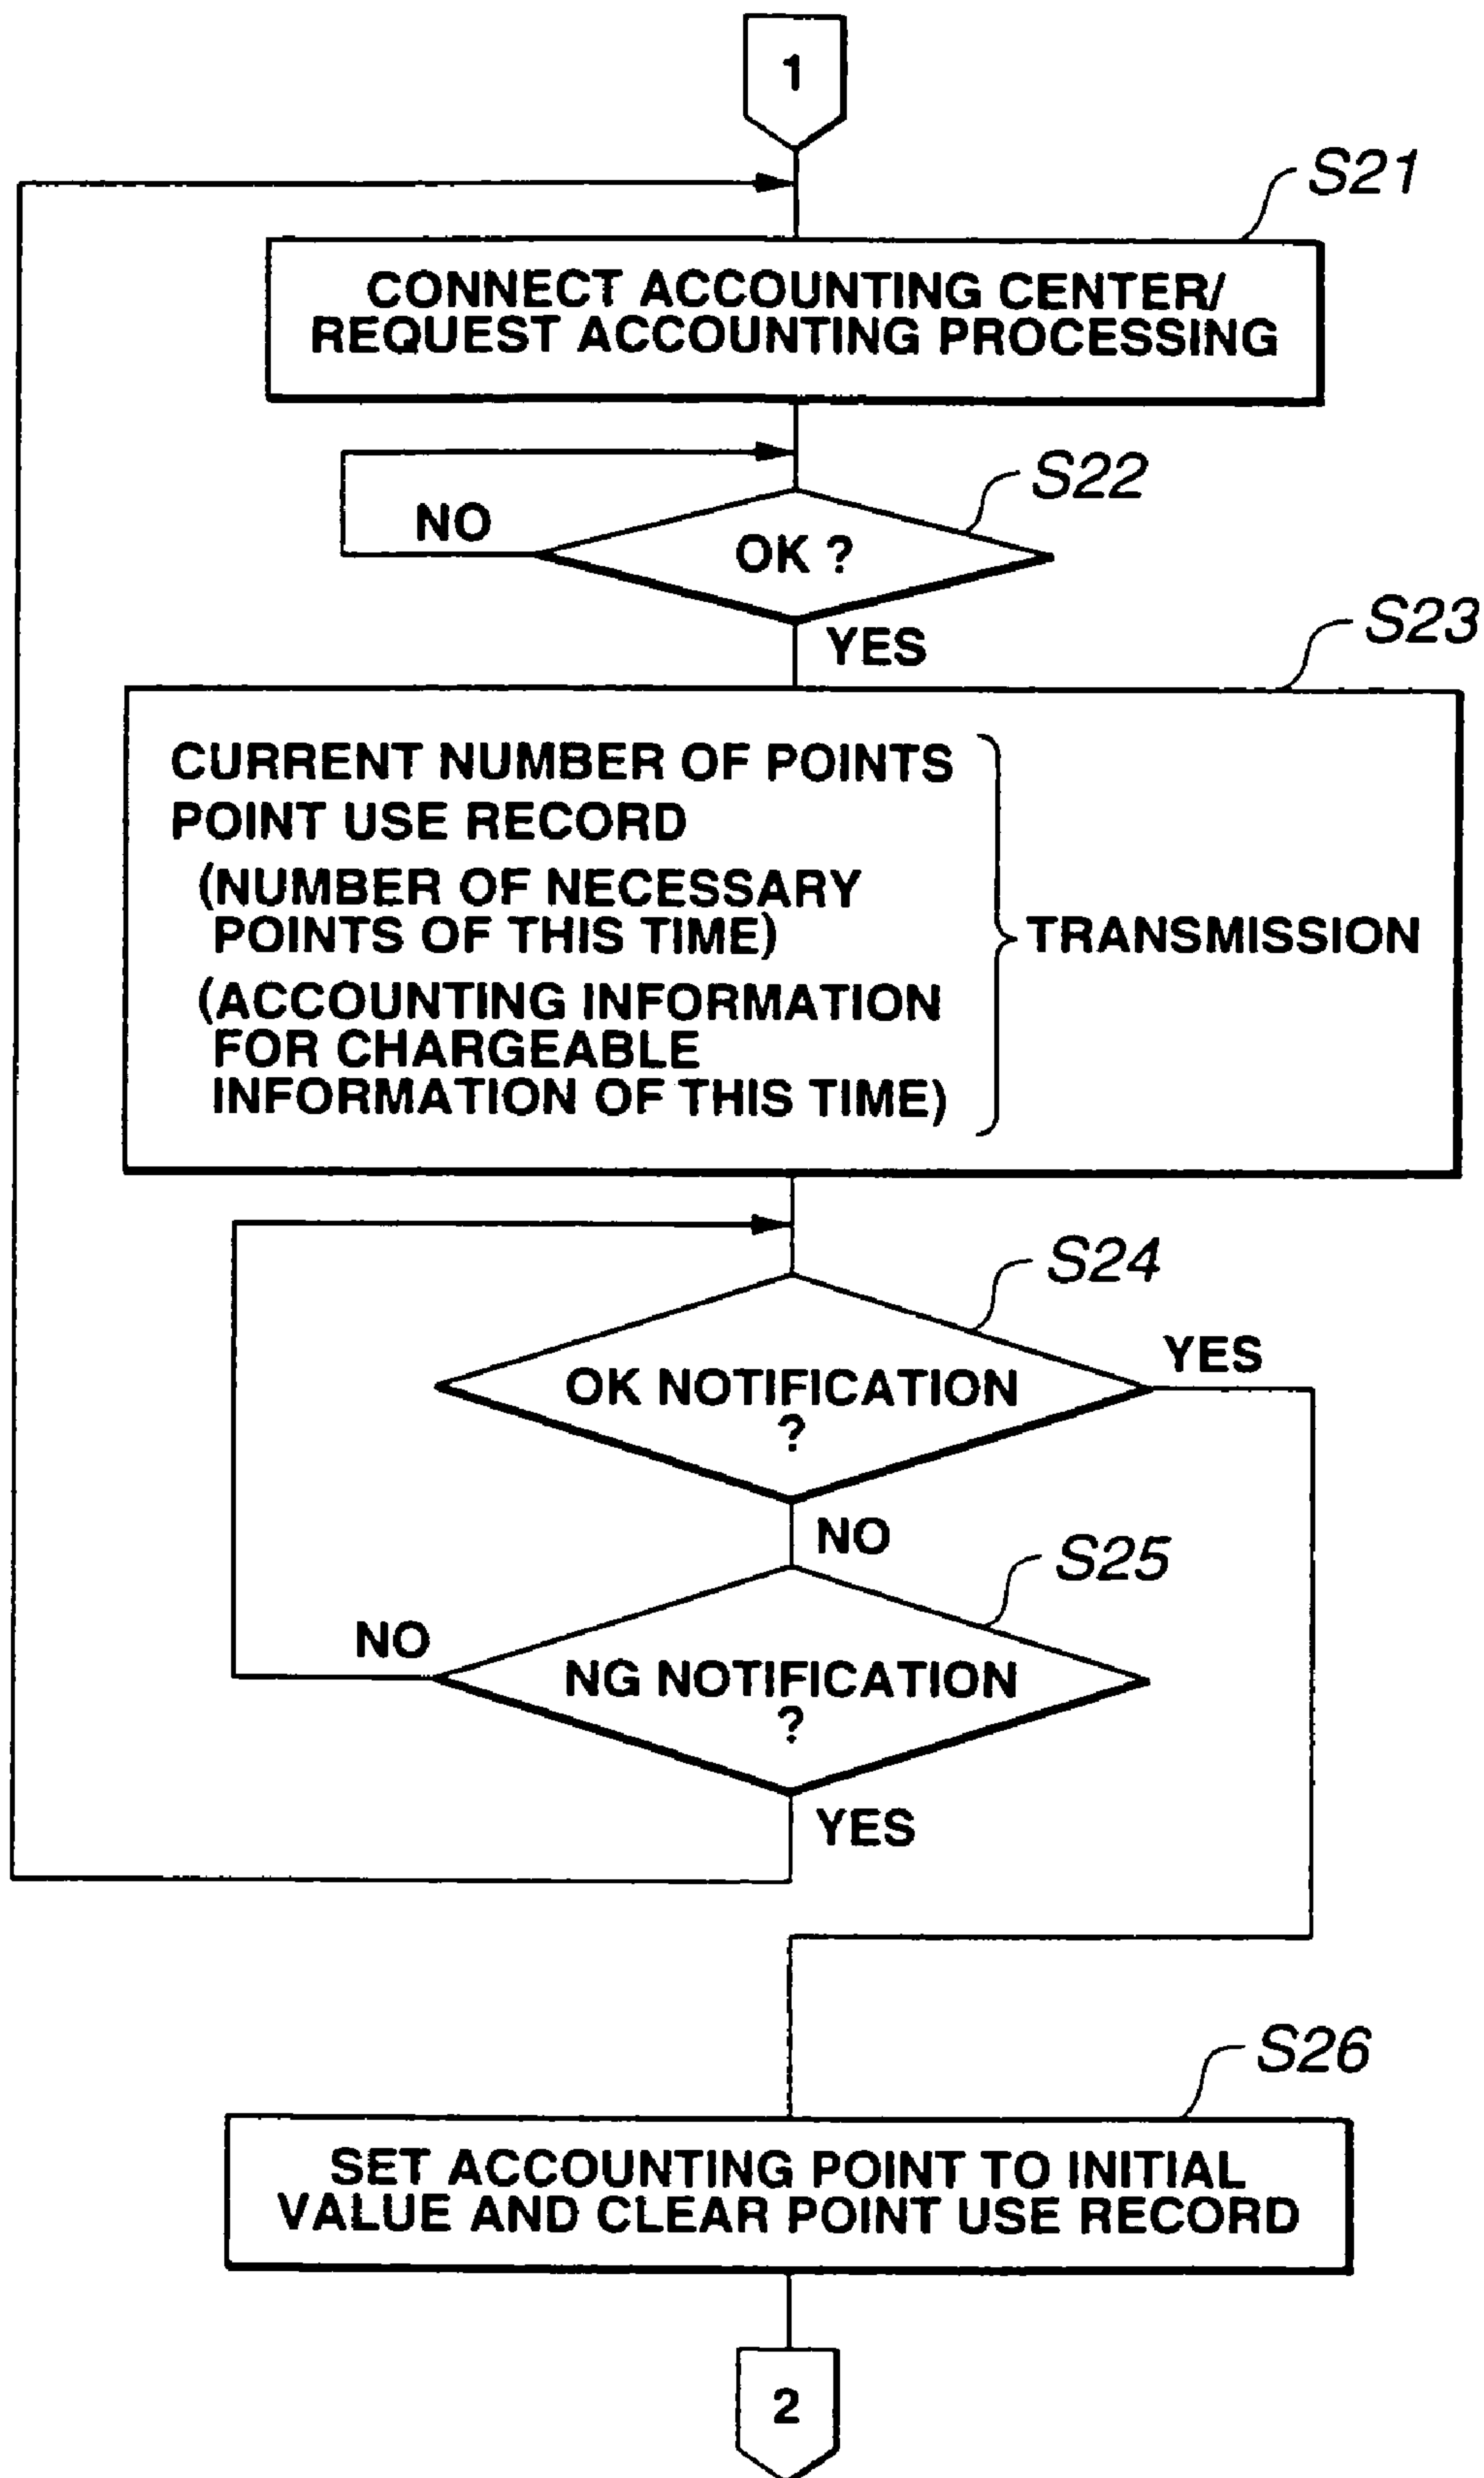 1
S21
CONNECT ACCOUNTING CENTER/
REQUEST ACCOUNTING PROCESSING
S22
NO
OK ?
YES
S23
CURRENT NUMBER OF POINTS
POINT USE RECORD
(NUMBER OF NECESSARY
POINTS OF THIS TIME)
TRANSMISSION
(ACCOUNTING INFORMATION
FOR CHARGEABLE
INFORMATION OF THIS TIME)
S24
YES
OK NOTIFICATION
?
NO
S25
NO
NG NOTIFICATION
?
YES
S26
SET ACCOUNTING POINT TO INITIAL
VALUE AND CLEAR POINT USE RECORD
2